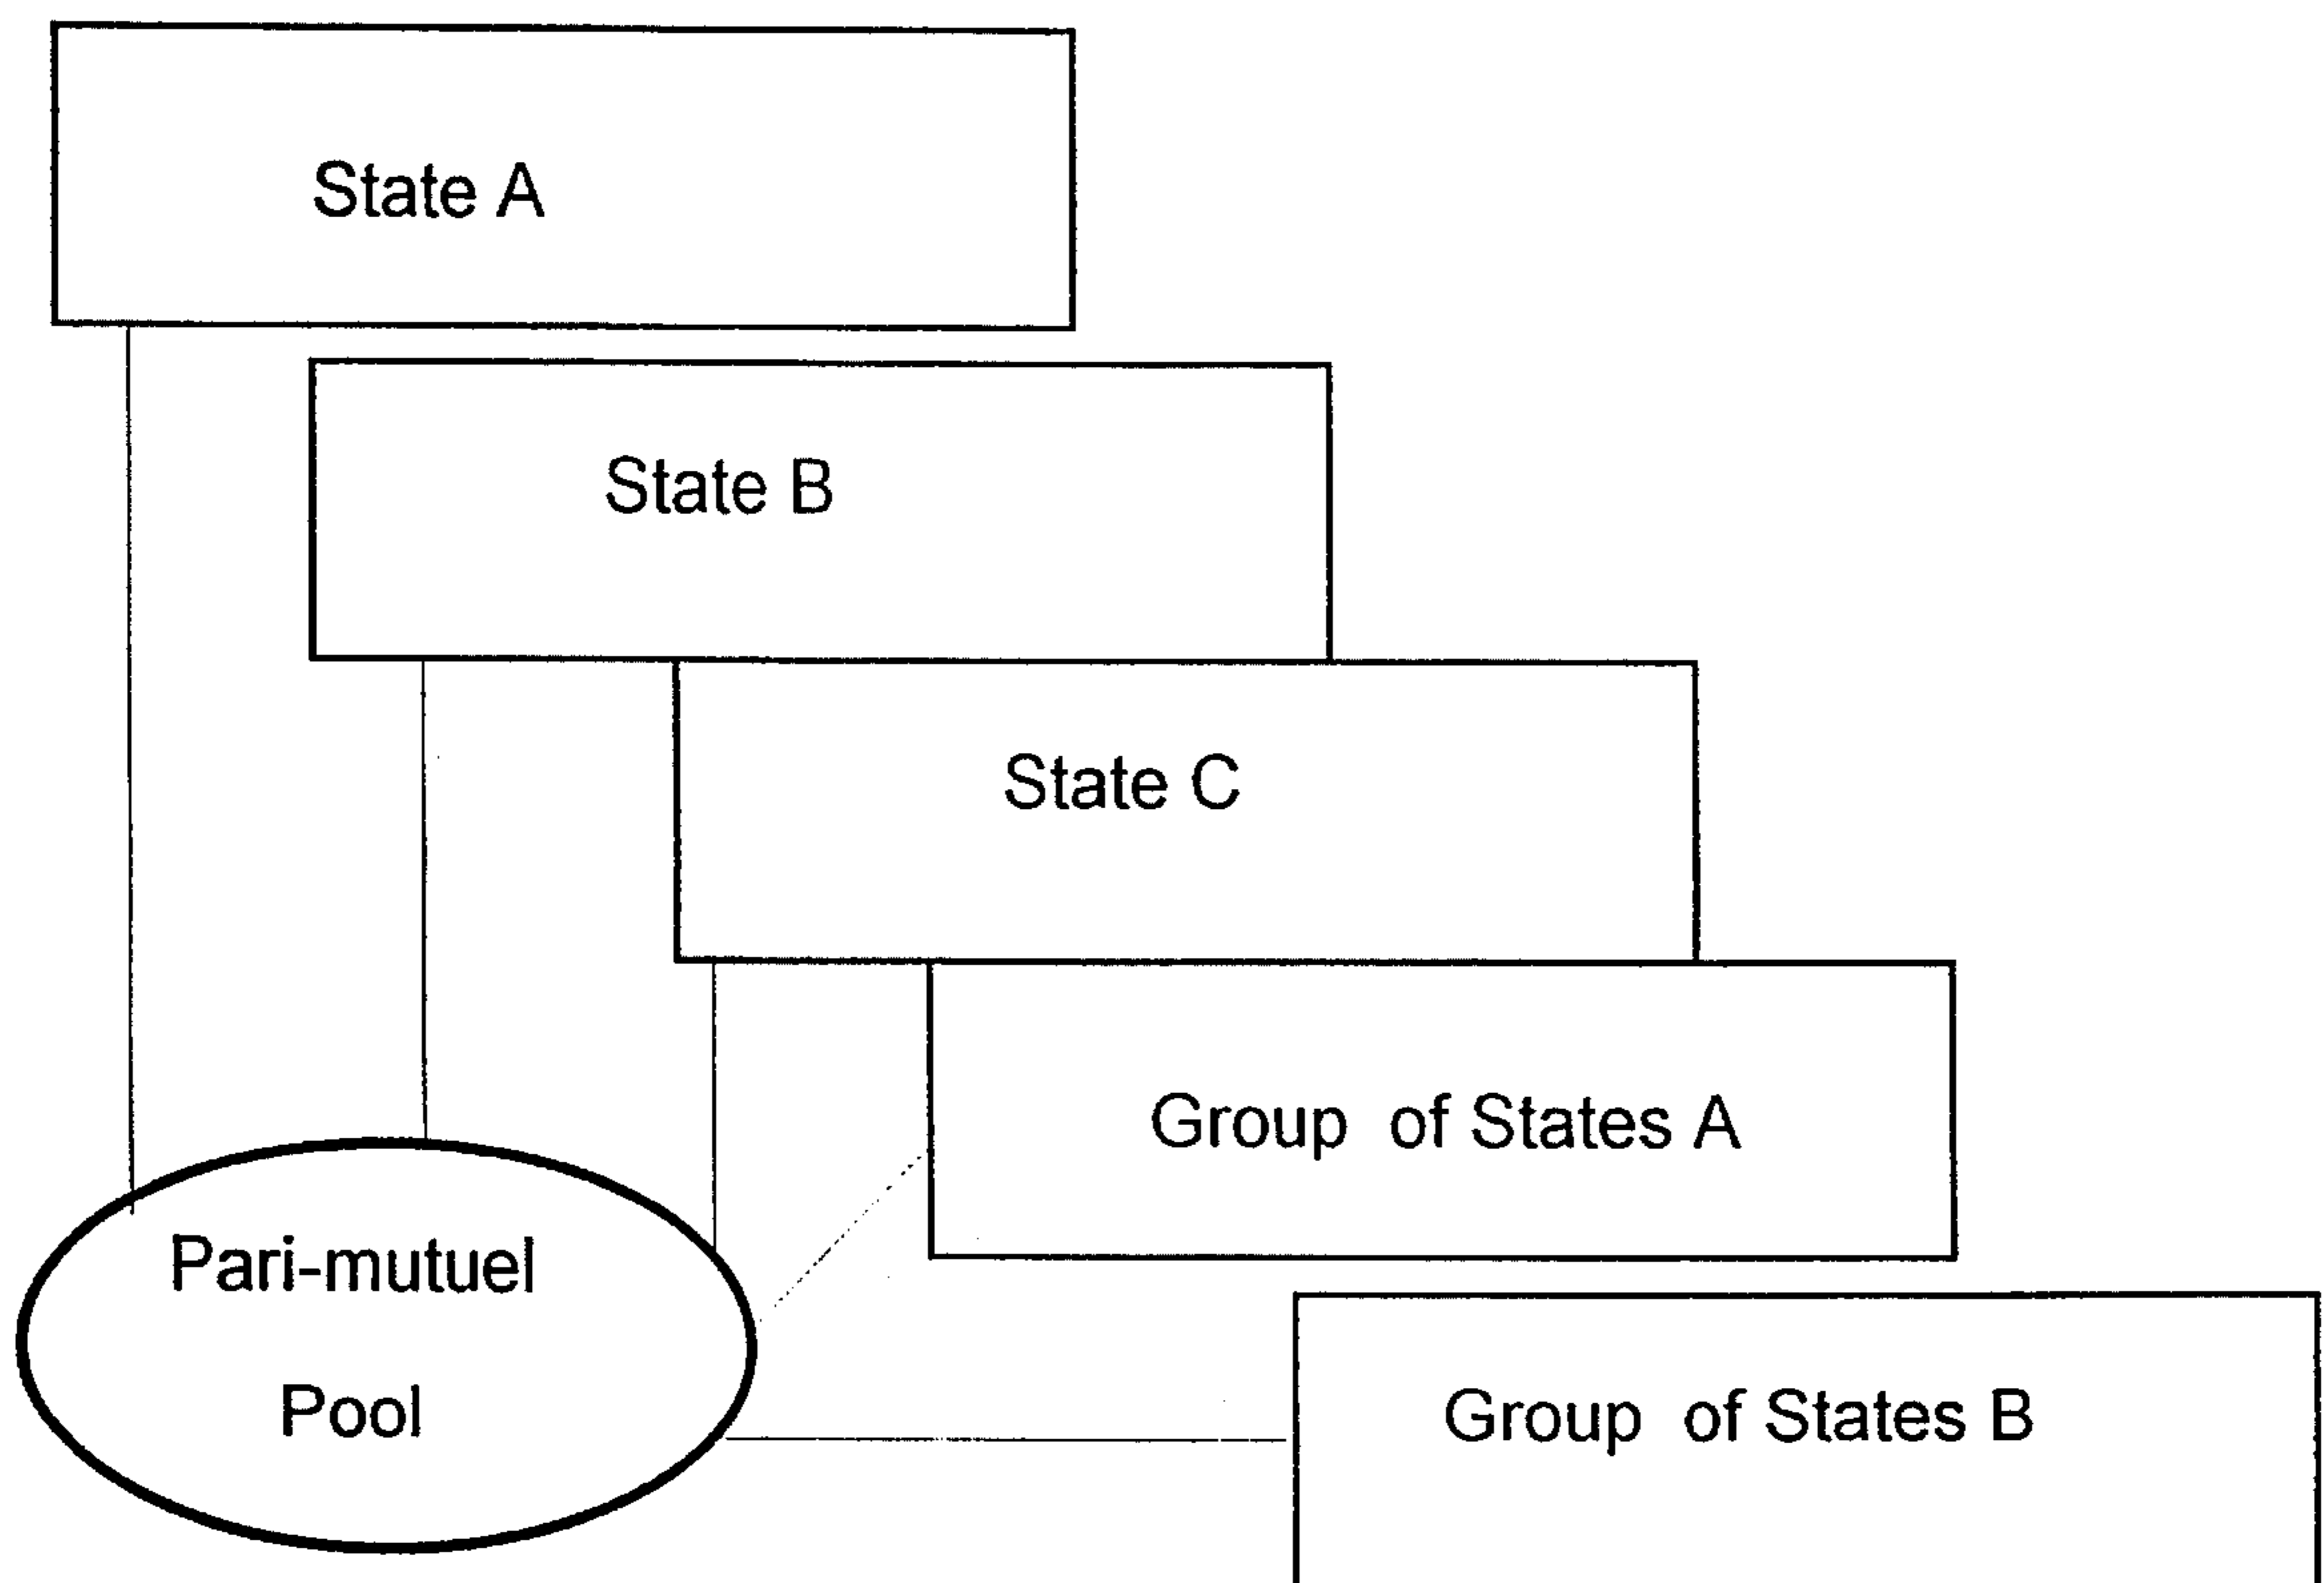 State A
State B
State C
Group of States A
Pari-mutuel
Pool
Group of States B